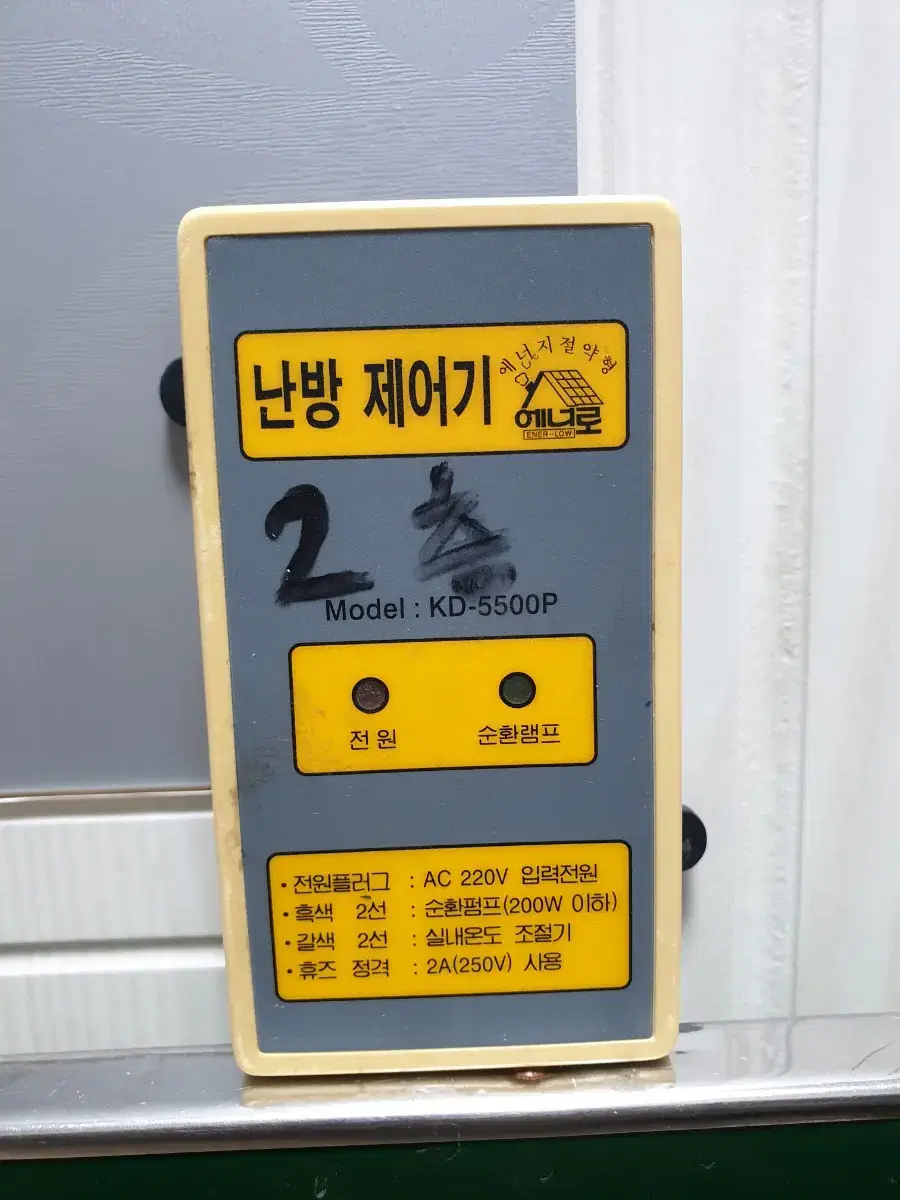 난방 제어기
에너지절약형
에너로
ENER-LOW
2층
Model : KD-5500P
전원 순환램프
· 전원플러그 : AC 220V 입력전원
· 흑색 2선 : 순환펌프(200W 이하)
· 갈색 2선 : 실내온도 조절기
· 휴즈 정격 : 2A(250V) 사용